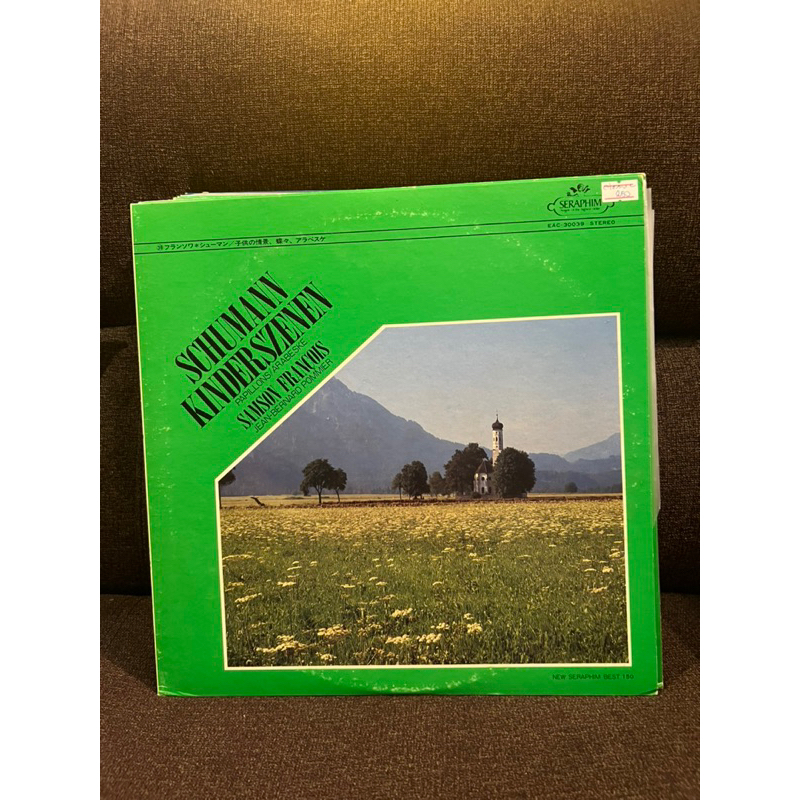 SERAPHIM
EAC-30039 STEREO
フランソワ＊シューマン／子供の情景、蝶々、アラベスケ
SCHUMANN
KINDERSZENEN
PAPILLONS/ARABESKE
SAMSON FRANÇOIS
JEAN-BERNARD POMMIER
NEW SERAPHIM BEST 150